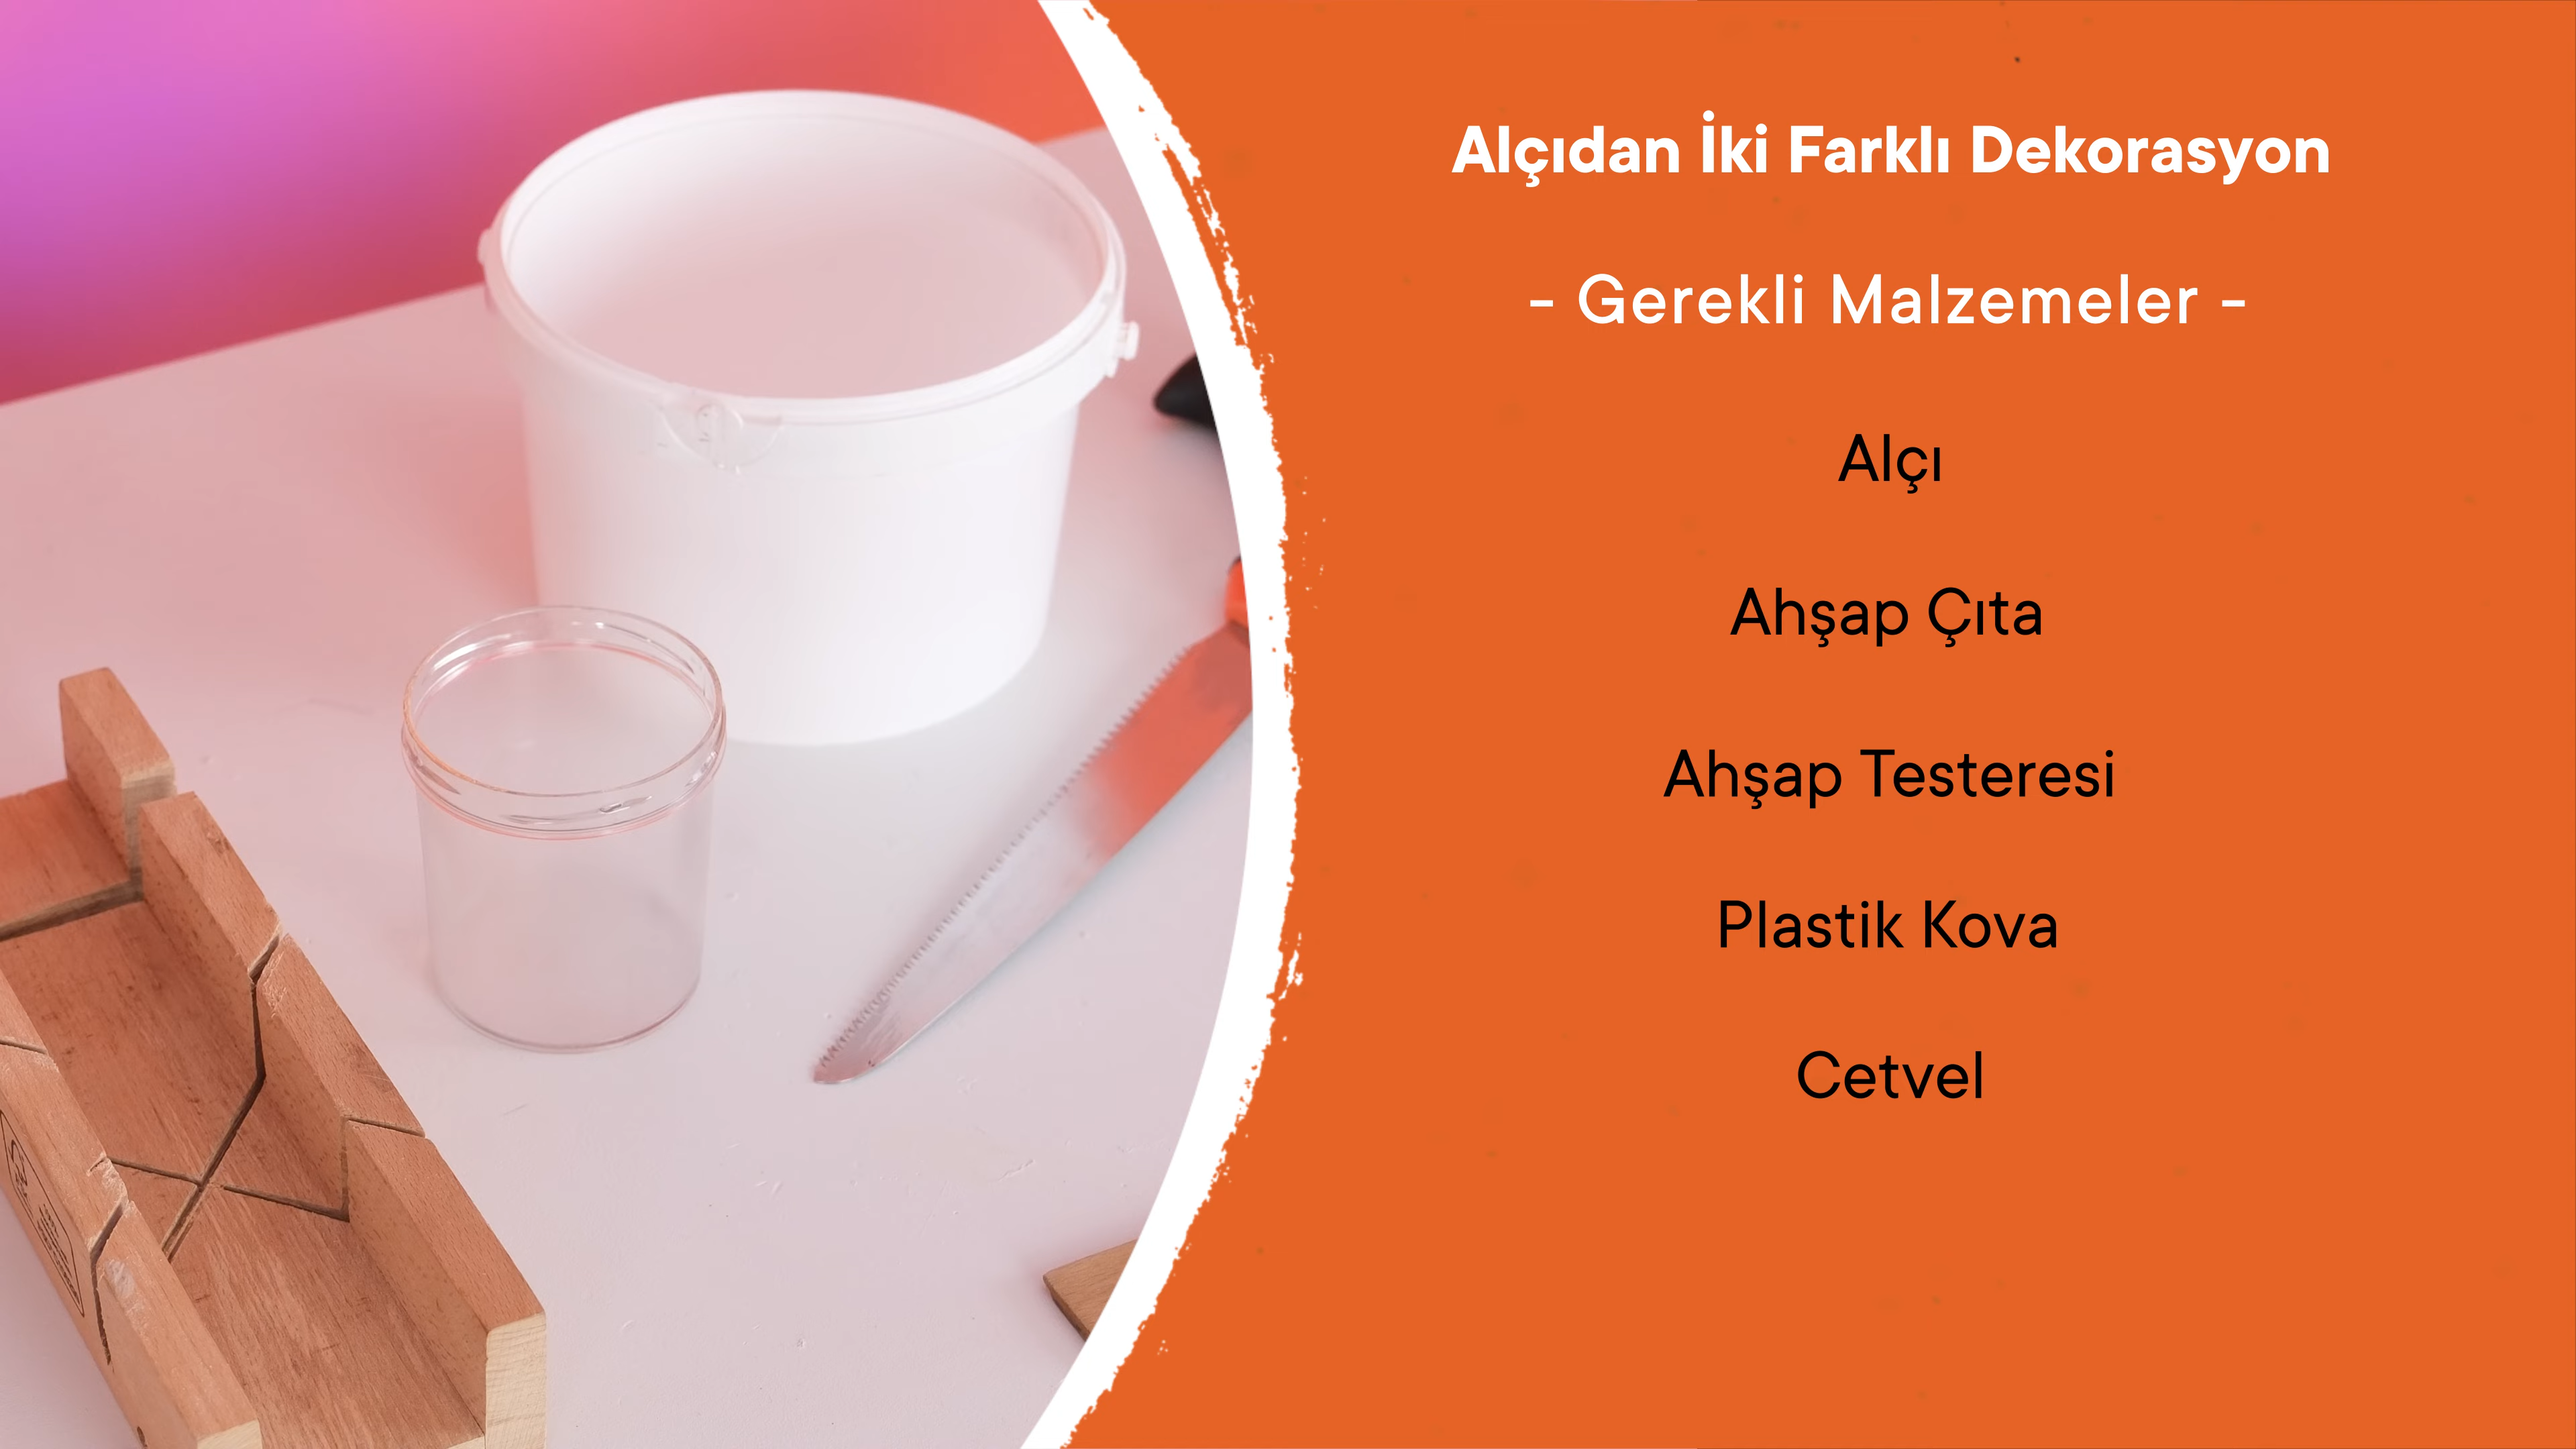 Alçıdan İki Farklı Dekorasyon
- Gerekli Malzemeler -
Alçı
Ahşap Çıta
Ahşap Testeresi
Plastik Kova
Cetvel